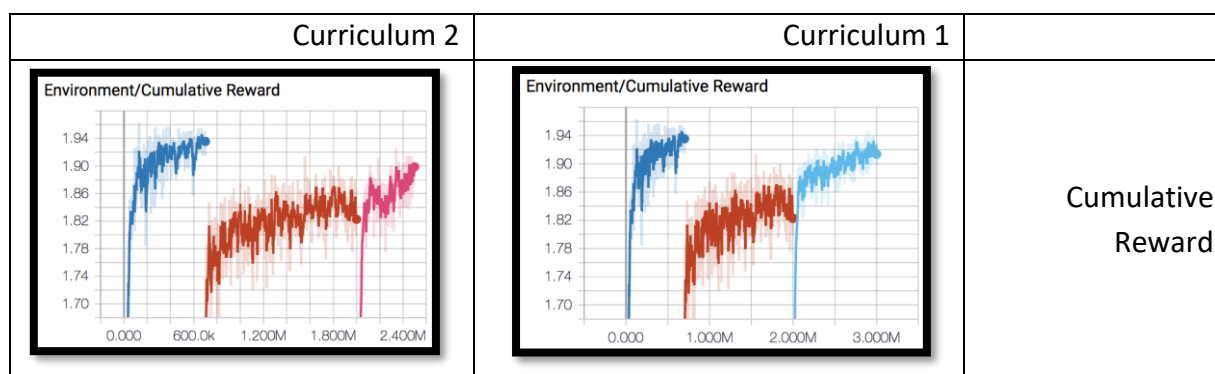 Curriculum 2
Curriculum 1
Environment/Cumulative Reward
1.94
1.90
1.86
1.82
1.78
1.74
1.70
0.000 600.0k 1.200M 1.800M 2.400M
Environment/Cumulative Reward
1.94
1.90
1.86
1.82
1.78
1.74
1.70
0.000 1.000M 2.000M 3.000M
Cumulative
Reward